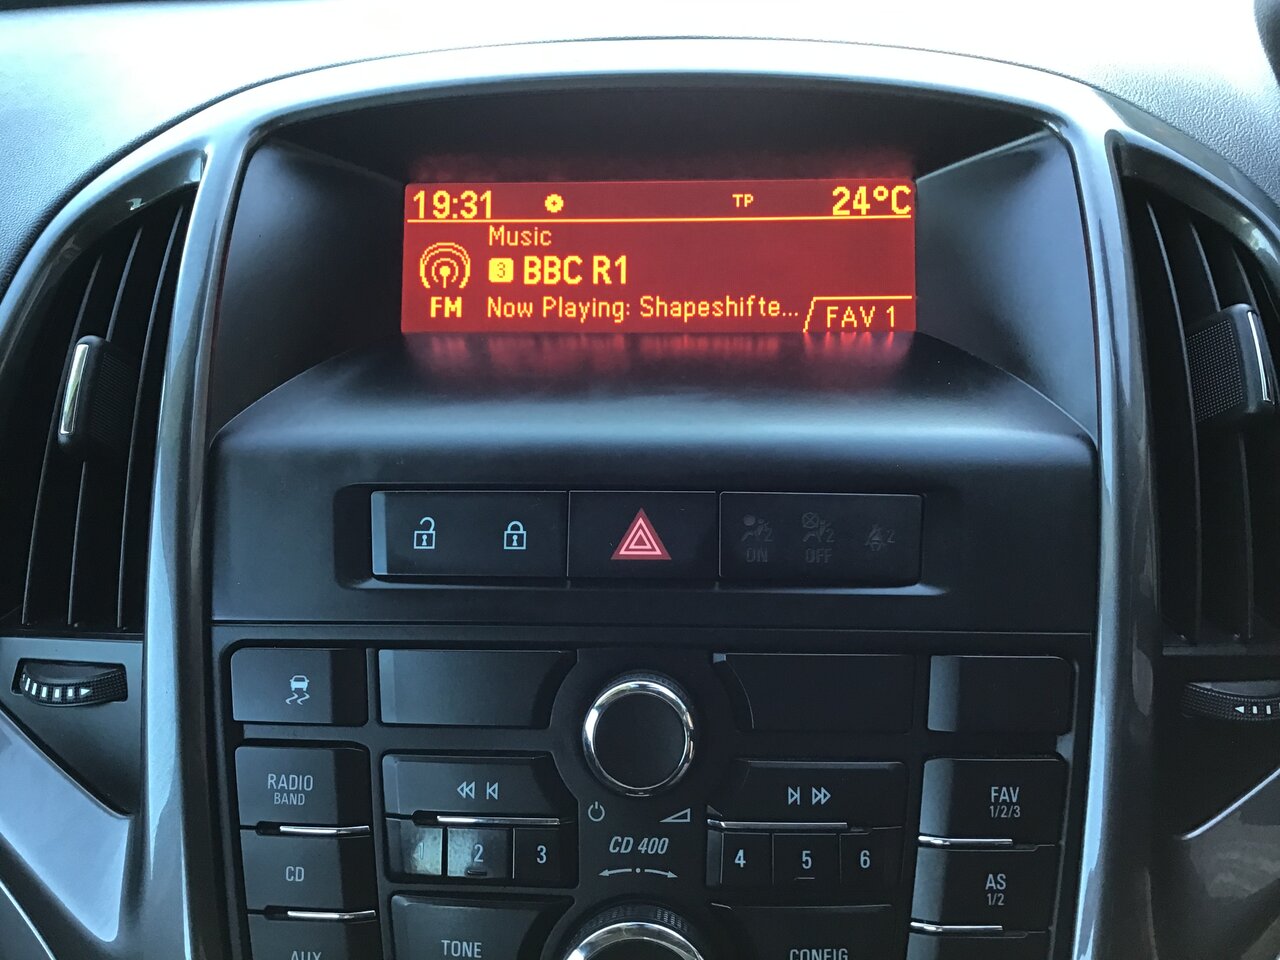 19:31 TP 24°C
Music
3 BBC R1
FM Now Playing: Shapeshifte... FAV 1
ON OFF
RADIO
BAND
FAV
1/2/3
1 2 3
CD 400
4 5 6
CD
AS
1/2
AUX
TONE
CONFIG